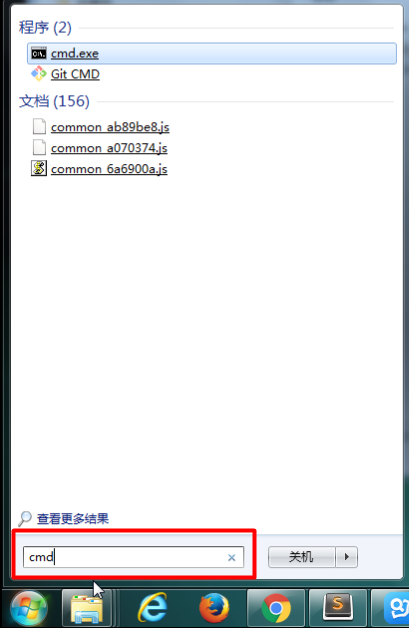 程序 (2)
cmd.exe
Git CMD
文档 (156)
common_ab89be8.js
common_a070374.js
common_6a6900a.js
查看更多结果
cmd
关机